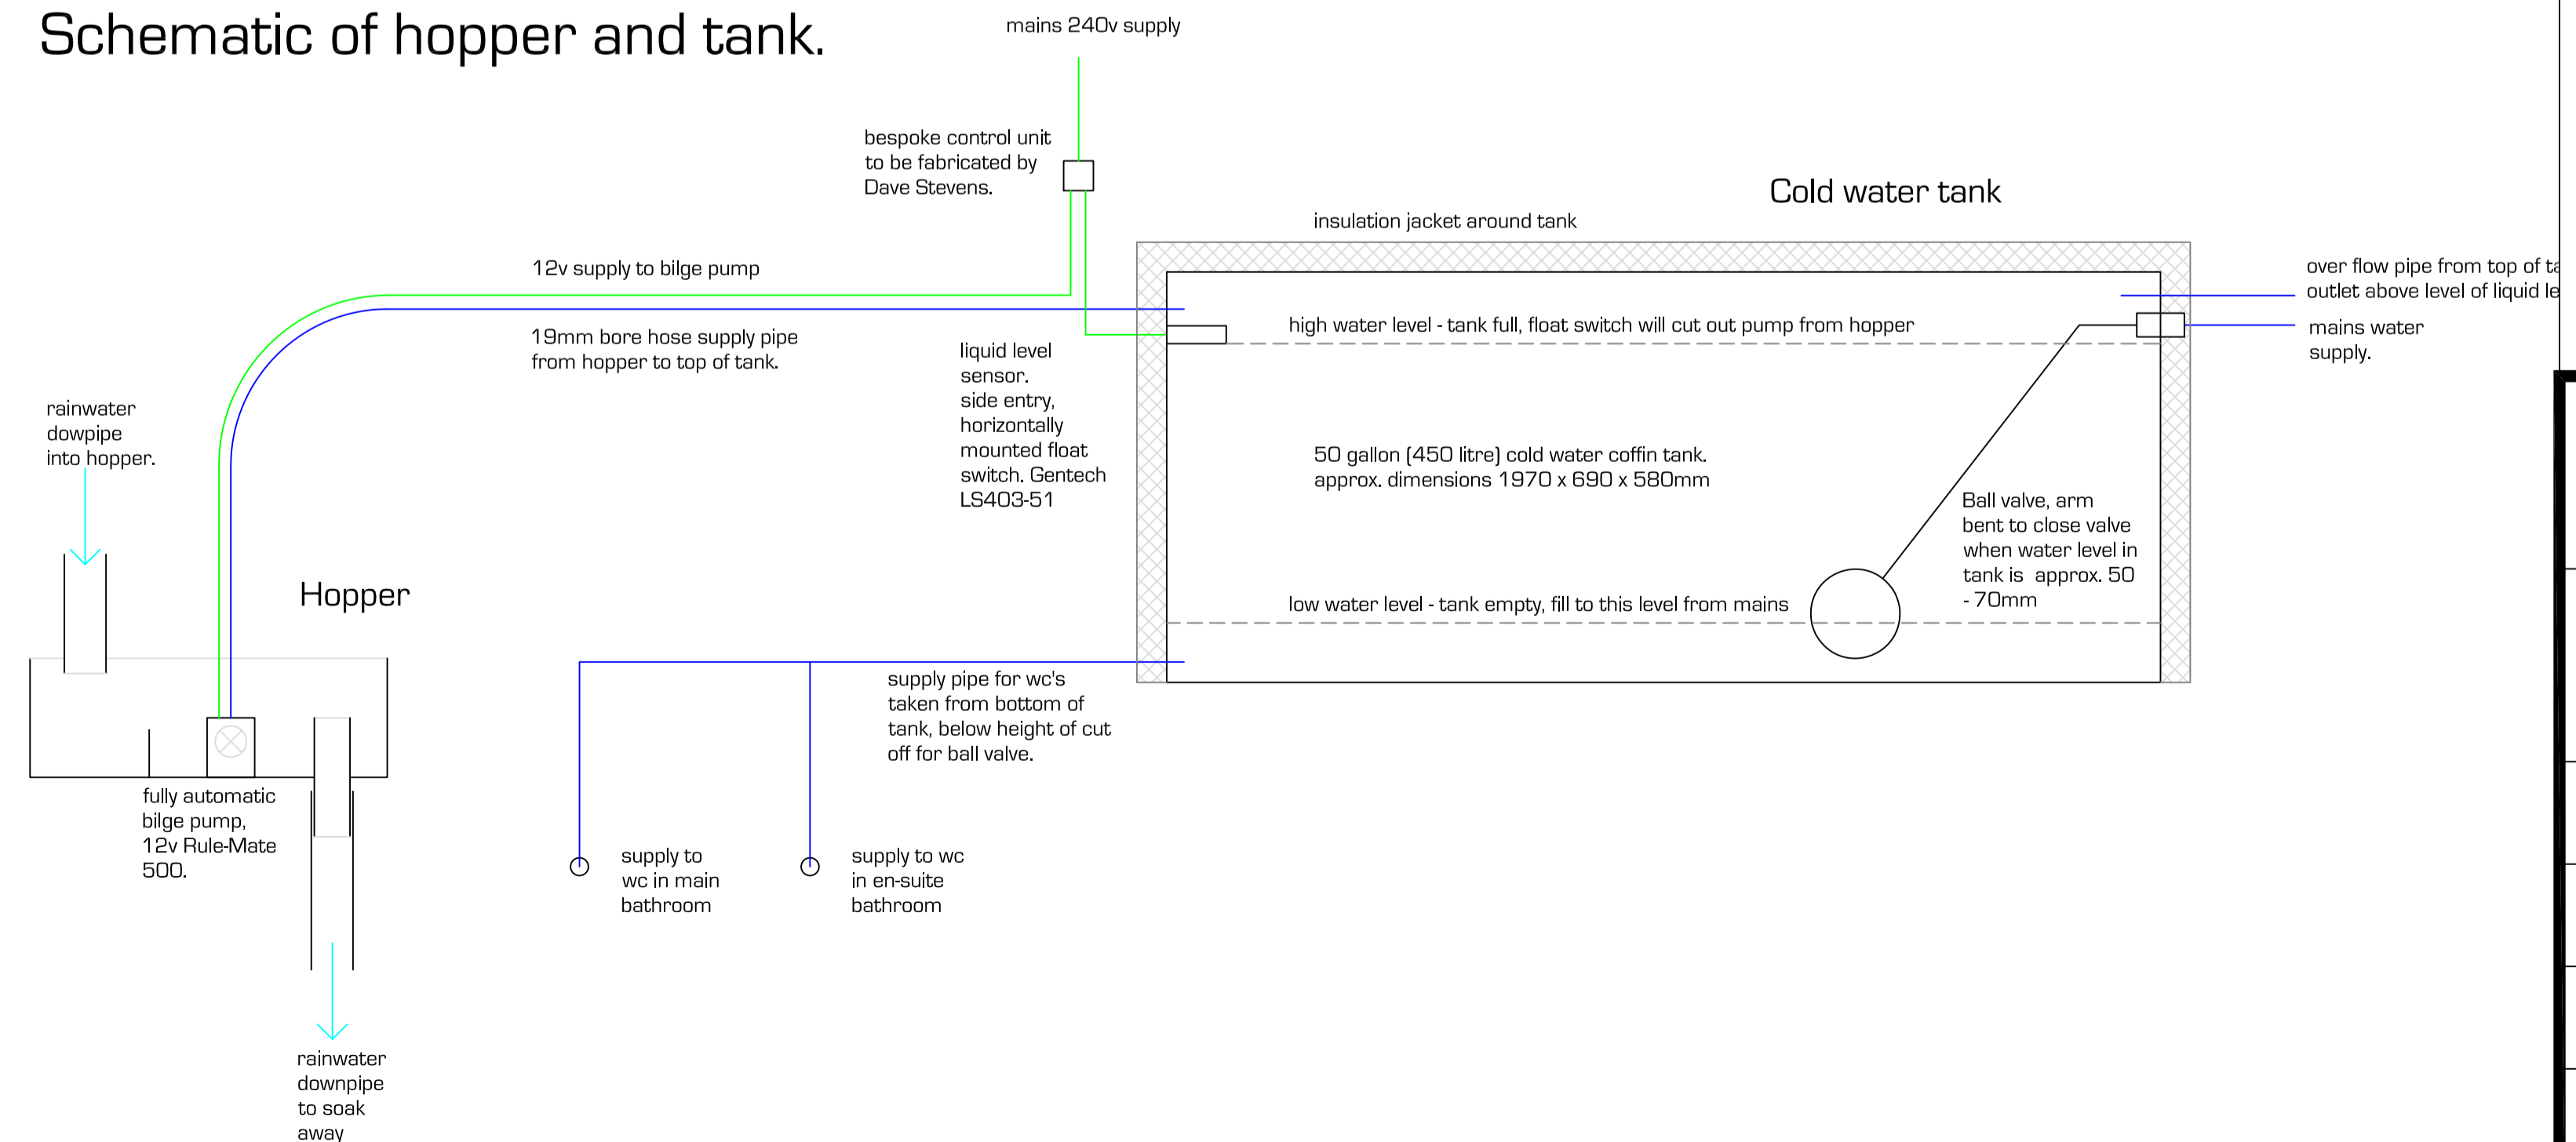 Schematic of hopper and tank.
mains 240v supply
bespoke control unit
to be fabricated by
Dave Stevens.
Cold water tank
insulation jacket around tank
12v supply to bilge pump
19mm bore hose supply pipe
from hopper to top of tank.
over flow pipe from top of
outlet above level of liquid
mains water
supply.
high water level - tank full, float switch will cut out pump from hopper
liquid level
sensor.
side entry,
horizontally
mounted float
switch. Gentech
LS403-51
rainwater
dowpipe
into hopper.
50 gallon (450 litre) cold water coffin tank.
approx. dimensions 1970 x 690 x 580mm
Ball valve, arm
bent to close valve
when water level in
tank is approx. 50
- 70mm
Hopper
low water level - tank empty, fill to this level from mains
supply pipe for wc's
taken from bottom of
tank, below height of cut
off for ball valve.
fully automatic
bilge pump,
12v Rule-Mate
500.
supply to
wc in main
bathroom
supply to wc
in en-suite
bathroom
rainwater
downpipe
to soak
away